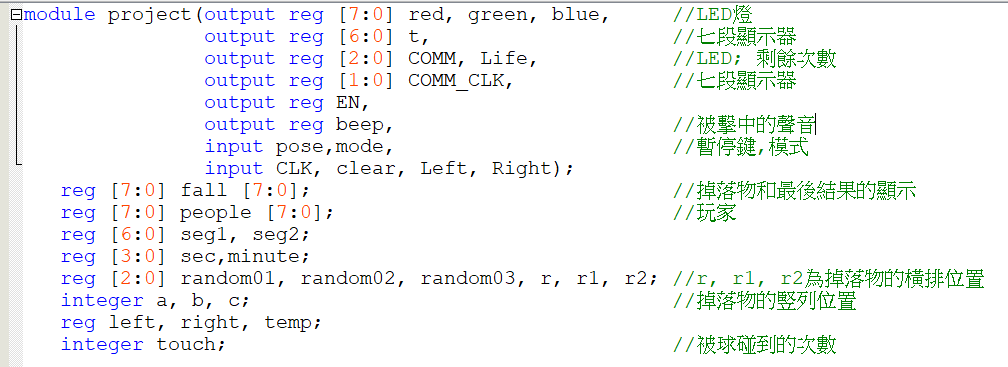 module project(output reg [7:0] red, green, blue, //LED燈
output reg [6:0] t, //七段顯示器
output reg [2:0] COMM, Life, //LED; 剩餘次數
output reg [1:0] COMM_CLK, //七段顯示器
output reg EN,
output reg beep, //被擊中的聲音
input pose,mode, //暫停鍵,模式
input CLK, clear, Left, Right);
reg [7:0] fall [7:0]; //掉落物和最後結果的顯示
reg [7:0] people [7:0]; //玩家
reg [6:0] seg1, seg2;
reg [3:0] sec,minute;
reg [2:0] random01, random02, random03, r, r1, r2; //r, r1, r2為掉落物的橫排位置
integer a, b, c; //掉落物的竪列位置
reg left, right, temp;
integer touch; //被球碰到的次數